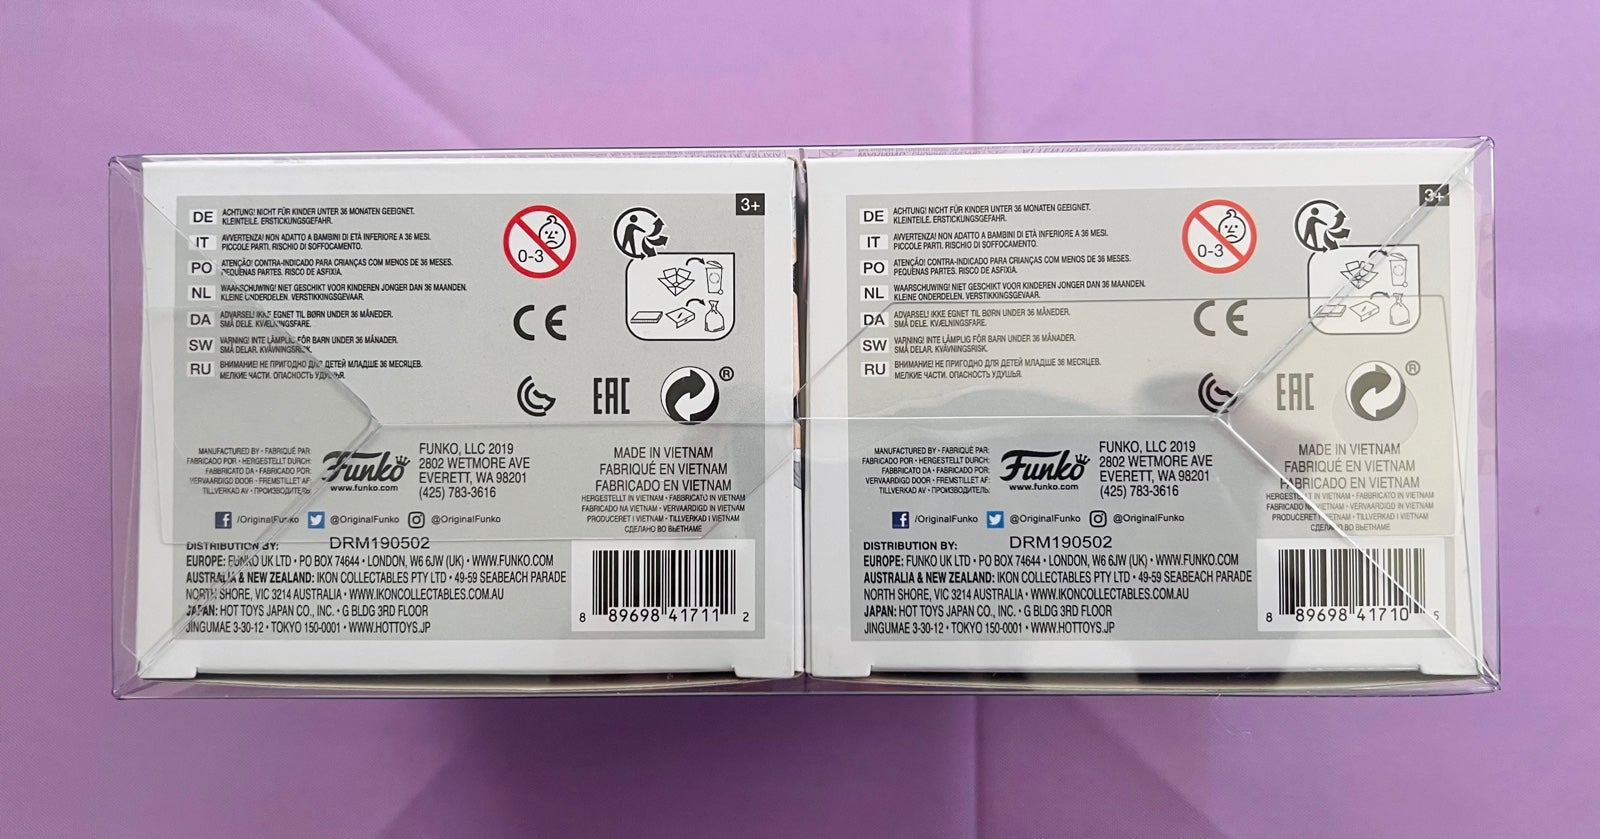 3+
DE ACHTUNG! NICHT FÜR KINDER UNTER 36 MONATEN GEEIGNET.
KLEINTEILE. ERSTICKUNGSGEFAHR.
IT AVVERTENZA! NON ADATTO A BAMBINI DI ETÀ INFERIORE A 36 MESI.
PICCOLE PARTI. RISCHIO DI SOFFOCAMENTO.
PO ATENÇÃO! CONTRA-INDICADO PARA CRIANÇAS COM MENOS DE 36 MESES.
PEQUENAS PARTES. RISCO DE ASFIXIA.
NL WAARSCHUWING! NIET GESCHIKT VOOR KINDEREN JONGER DAN 36 MAANDEN.
KLEINE ONDERDELEN. VERSTIKKINGSGEVAAR.
DA ADVARSEL! IKKE EGNET TIL BØRN UNDER 36 MÅNEDER.
SMÅ DELE. KVÆLNINGSFARE.
SW VARNING! INTE LÄMPLIG FÖR BARN UNDER 36 MÅNADER.
SMÅ DELAR. KVÄVNINGSRISK.
RU ВНИМАНИЕ! НЕ ПРИГОДНО ДЛЯ ДЕТЕЙ МЛАДШЕ 36 МЕСЯЦЕВ.
МЕЛКИЕ ЧАСТИ. ОПАСНОСТЬ УДУШЬЯ.
0-3
CE
EAC
®
MANUFACTURED BY • FABRIQUÉ PAR:
FABRICADO POR • HERGESTELLT DURCH:
FABBRICATO DA • FABRICADO POR:
VERVAARDIGD DOOR • FREMSTILLET AF:
TILLVERKAD AV • ПРОИЗВОДИТЕЛЬ:
Funko
www.funko.com
FUNKO, LLC 2019
2802 WETMORE AVE
EVERETT, WA 98201
(425) 783-3616
MADE IN VIETNAM
FABRIQUÉ EN VIETNAM
FABRICADO EN VIETNAM
HERGESTELLT IN VIETNAM • FABBRICATO IN VIETNAM
FABRICADO NA VIETNAM • VERVAARDIGD IN VIETNAM
PRODUCERET I VIETNAM • TILLVERKAD I VIETNAM
СДЕЛАНО ВО ВЬЕТНАМЕ
/OriginalFunko @OriginalFunko @OriginalFunko
DISTRIBUTION BY: DRM190502
EUROPE: FUNKO UK LTD • PO BOX 74644 • LONDON, W6 6JW (UK) • WWW.FUNKO.COM
AUSTRALIA & NEW ZEALAND: IKON COLLECTABLES PTY LTD • 49-59 SEABEACH PARADE
NORTH SHORE, VIC 3214 AUSTRALIA • WWW.IKONCOLLECTABLES.COM.AU
JAPAN: HOT TOYS JAPAN CO., INC. • G BLDG 3RD FLOOR
JINGUMAE 3-30-12 • TOKYO 150-0001 • WWW.HOTTOYS.JP
8 89698 41711 2
3+
DE ACHTUNG! NICHT FÜR KINDER UNTER 36 MONATEN GEEIGNET.
KLEINTEILE. ERSTICKUNGSGEFAHR.
IT AVVERTENZA! NON ADATTO A BAMBINI DI ETÀ INFERIORE A 36 MESI.
PICCOLE PARTI. RISCHIO DI SOFFOCAMENTO.
PO ATENÇÃO! CONTRA-INDICADO PARA CRIANÇAS COM MENOS DE 36 MESES.
PEQUENAS PARTES. RISCO DE ASFIXIA.
NL WAARSCHUWING! NIET GESCHIKT VOOR KINDEREN JONGER DAN 36 MAANDEN.
KLEINE ONDERDELEN. VERSTIKKINGSGEVAAR.
DA ADVARSEL! IKKE EGNET TIL BØRN UNDER 36 MÅNEDER.
SMÅ DELE. KVÆLNINGSFARE.
SW VARNING! INTE LÄMPLIG FÖR BARN UNDER 36 MÅNADER.
SMÅ DELAR. KVÄVNINGSRISK.
RU ВНИМАНИЕ! НЕ ПРИГОДНО ДЛЯ ДЕТЕЙ МЛАДШЕ 36 МЕСЯЦЕВ.
МЕЛКИЕ ЧАСТИ. ОПАСНОСТЬ УДУШЬЯ.
0-3
CE
EAC
®
MANUFACTURED BY • FABRIQUÉ PAR:
FABRICADO POR • HERGESTELLT DURCH:
FABBRICATO DA • FABRICADO POR:
VERVAARDIGD DOOR • FREMSTILLET AF:
TILLVERKAD AV • ПРОИЗВОДИТЕЛЬ:
Funko
www.funko.com
FUNKO, LLC 2019
2802 WETMORE AVE
EVERETT, WA 98201
(425) 783-3616
MADE IN VIETNAM
FABRIQUÉ EN VIETNAM
FABRICADO EN VIETNAM
HERGESTELLT IN VIETNAM • FABBRICATO IN VIETNAM
FABRICADO NA VIETNAM • VERVAARDIGD IN VIETNAM
PRODUCERET I VIETNAM • TILLVERKAD I VIETNAM
СДЕЛАНО ВО ВЬЕТНАМЕ
/OriginalFunko @OriginalFunko @OriginalFunko
DISTRIBUTION BY: DRM190502
EUROPE: FUNKO UK LTD • PO BOX 74644 • LONDON, W6 6JW (UK) • WWW.FUNKO.COM
AUSTRALIA & NEW ZEALAND: IKON COLLECTABLES PTY LTD • 49-59 SEABEACH PARADE
NORTH SHORE, VIC 3214 AUSTRALIA • WWW.IKONCOLLECTABLES.COM.AU
JAPAN: HOT TOYS JAPAN CO., INC. • G BLDG 3RD FLOOR
JINGUMAE 3-30-12 • TOKYO 150-0001 • WWW.HOTTOYS.JP
8 89698 41710 5